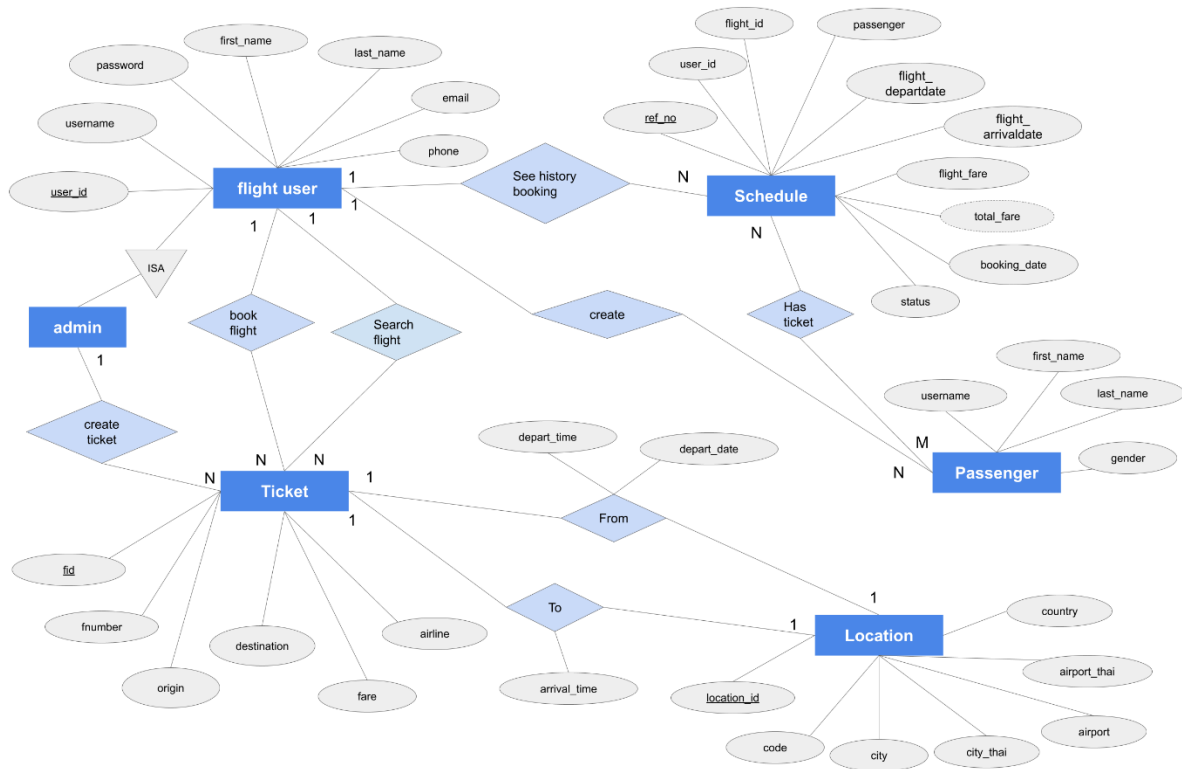 flight_id
passenger
first_name
last_name
password
user_id
flight_
departdate
email
ref_no
username
flight_
arrivaldate
phone
flight user
1
See history
booking
N
Schedule
flight_fare
user_id
1
1
1
total_fare
N
ISA
booking_date
status
admin
book
flight
Search
flight
create
Has
ticket
1
first_name
username
last_name
create
ticket
depart_time
depart_date
M
gender
N
N
N
1
N
Passenger
Ticket
From
1
fid
fnumber
destination
airline
To
1
1
Location
country
origin
fare
arrival_time
location_id
airport_thai
code
city
city_thai
airport